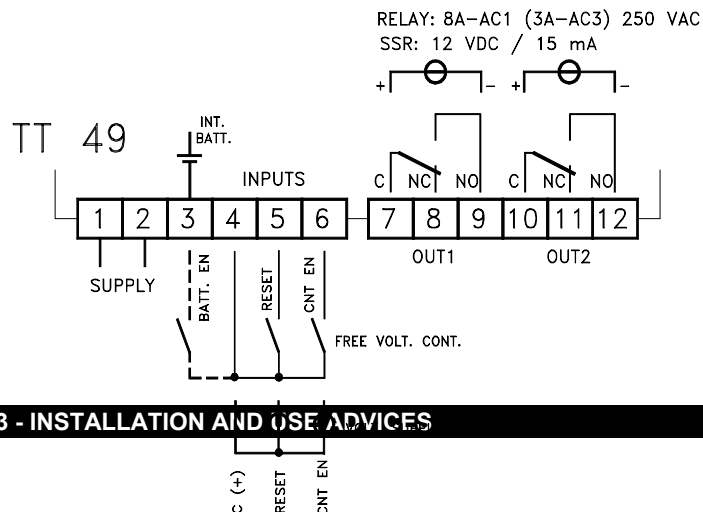 RELAY: 8A-AC1 (3A-AC3) 250 VAC
SSR: 12 VDC / 15 mA
+ - + -
TT 49
INT.
BATT.
INPUTS
C NC NO C NC NO
1 2 3 4 5 6 7 8 9 10 11 12
SUPPLY
BATT. EN
RESET
CNT EN
OUT1
OUT2
FREE VOLT. CONT.
3 - INSTALLATION AND USE ADVICES
C (+)
RESET
CNT EN